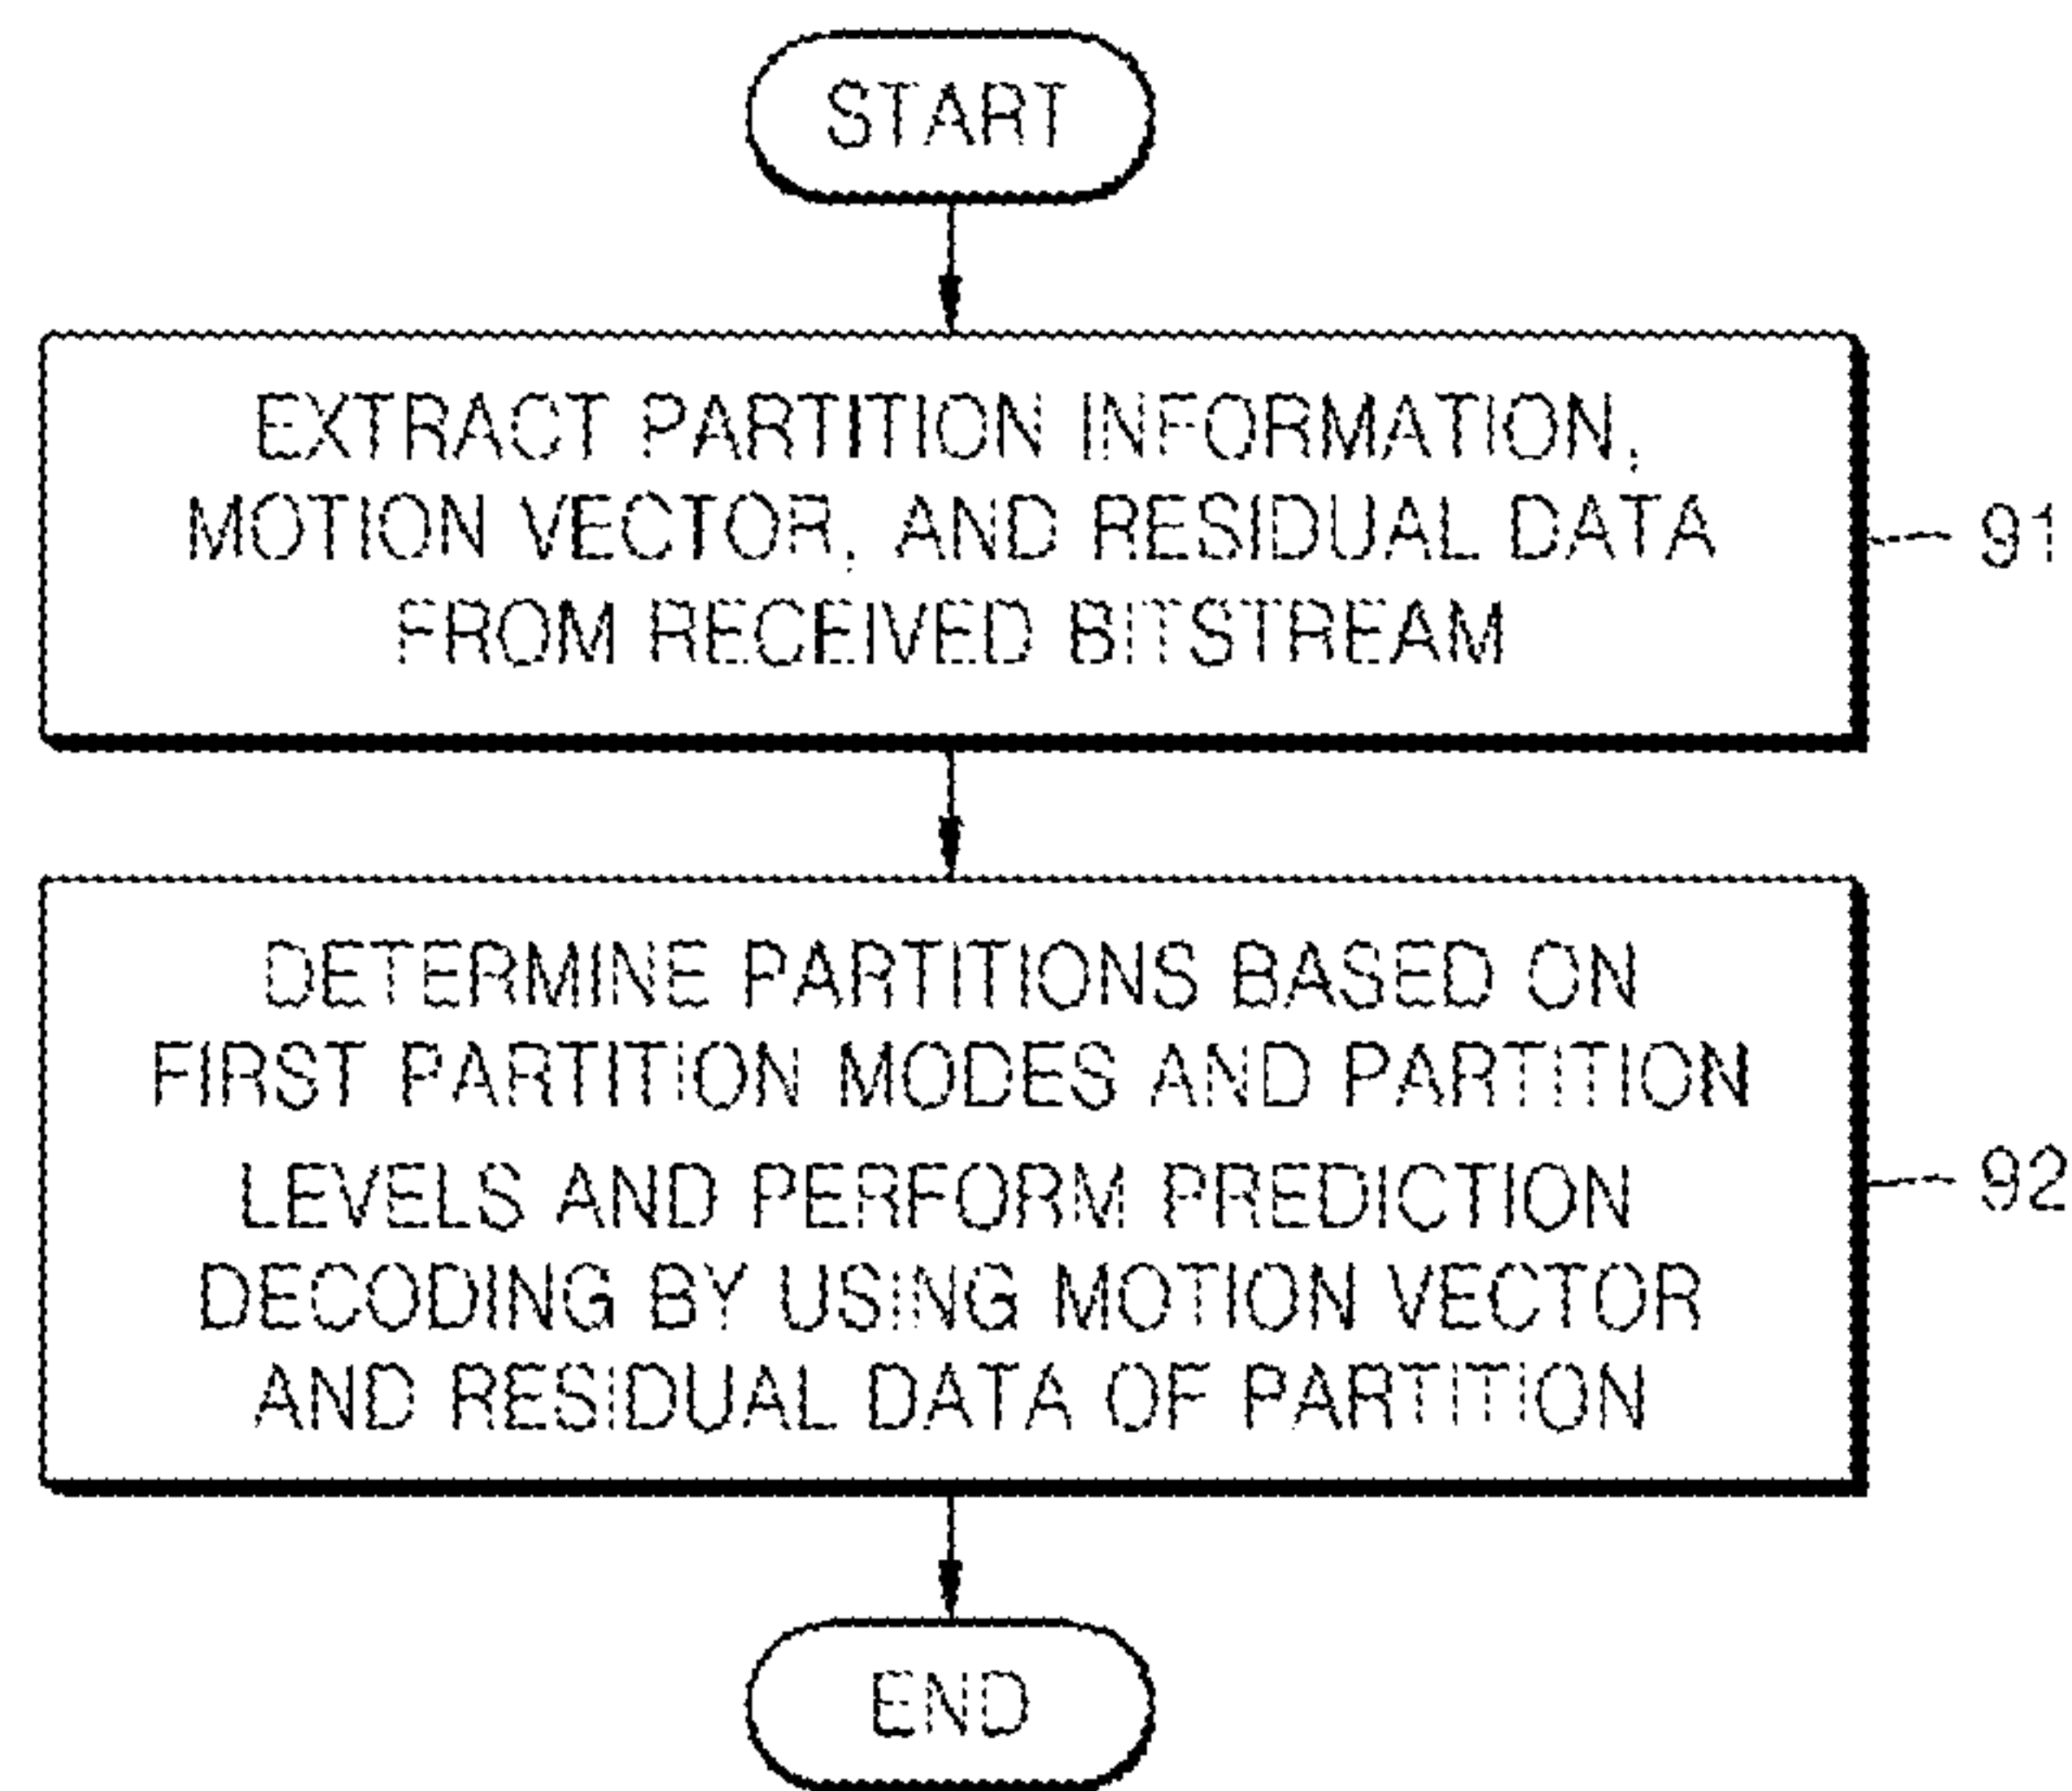 START
EXTRACT PARTITION INFORMATION,
MOTION VECTOR, AND RESIDUAL DATA
FROM RECEIVED BITSTREAM
91
DETERMINE PARTITIONS BASED ON
FIRST PARTITION MODES AND PARTITION
LEVELS AND PERFORM PREDICTION
DECODING BY USING MOTION VECTOR
AND RESIDUAL DATA OF PARTITION
92
END